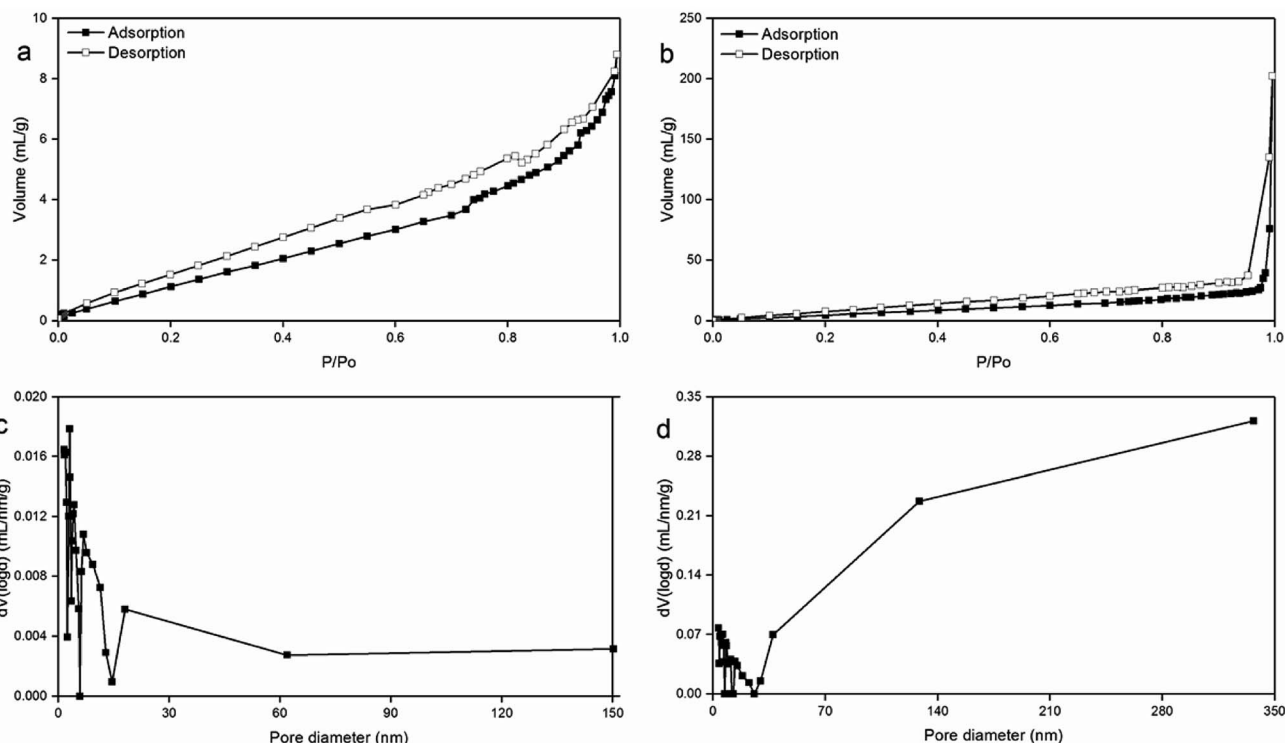 a
Adsorption
Desorption
Volume (mL/g)
10
8
6
4
2
0
0.0 0.2 0.4 0.6 0.8 1.0
P/Po
b
Adsorption
Desorption
Volume (mL/g)
250
200
150
100
50
0
0.0 0.2 0.4 0.6 0.8 1.0
P/Po
c
dV(logd) (mL/nm/g)
0.020
0.016
0.012
0.008
0.004
0.000
0 30 60 90 120 150
Pore diameter (nm)
d
dV(logd) (mL/nm/g)
0.35
0.28
0.21
0.14
0.07
0.00
0 70 140 210 280 350
Pore diameter (nm)